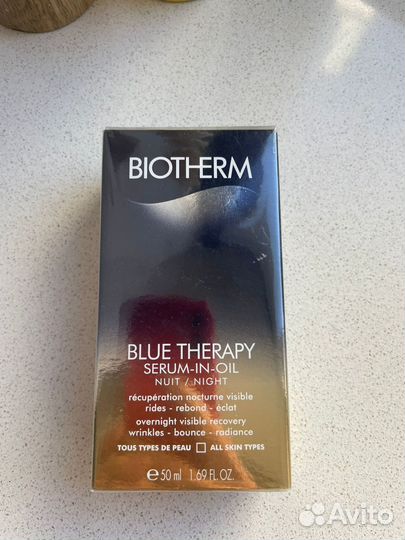 BIOTHERM
BLUE THERAPY
SERUM-IN-OIL
NUIT / NIGHT
récupération nocturne visible
rides - rebond - éclat
overnight visible recovery
wrinkles - bounce - radiance
TOUS TYPES DE PEAU ALL SKIN TYPES
e 50 ml 1.69 FL. OZ.
Avito